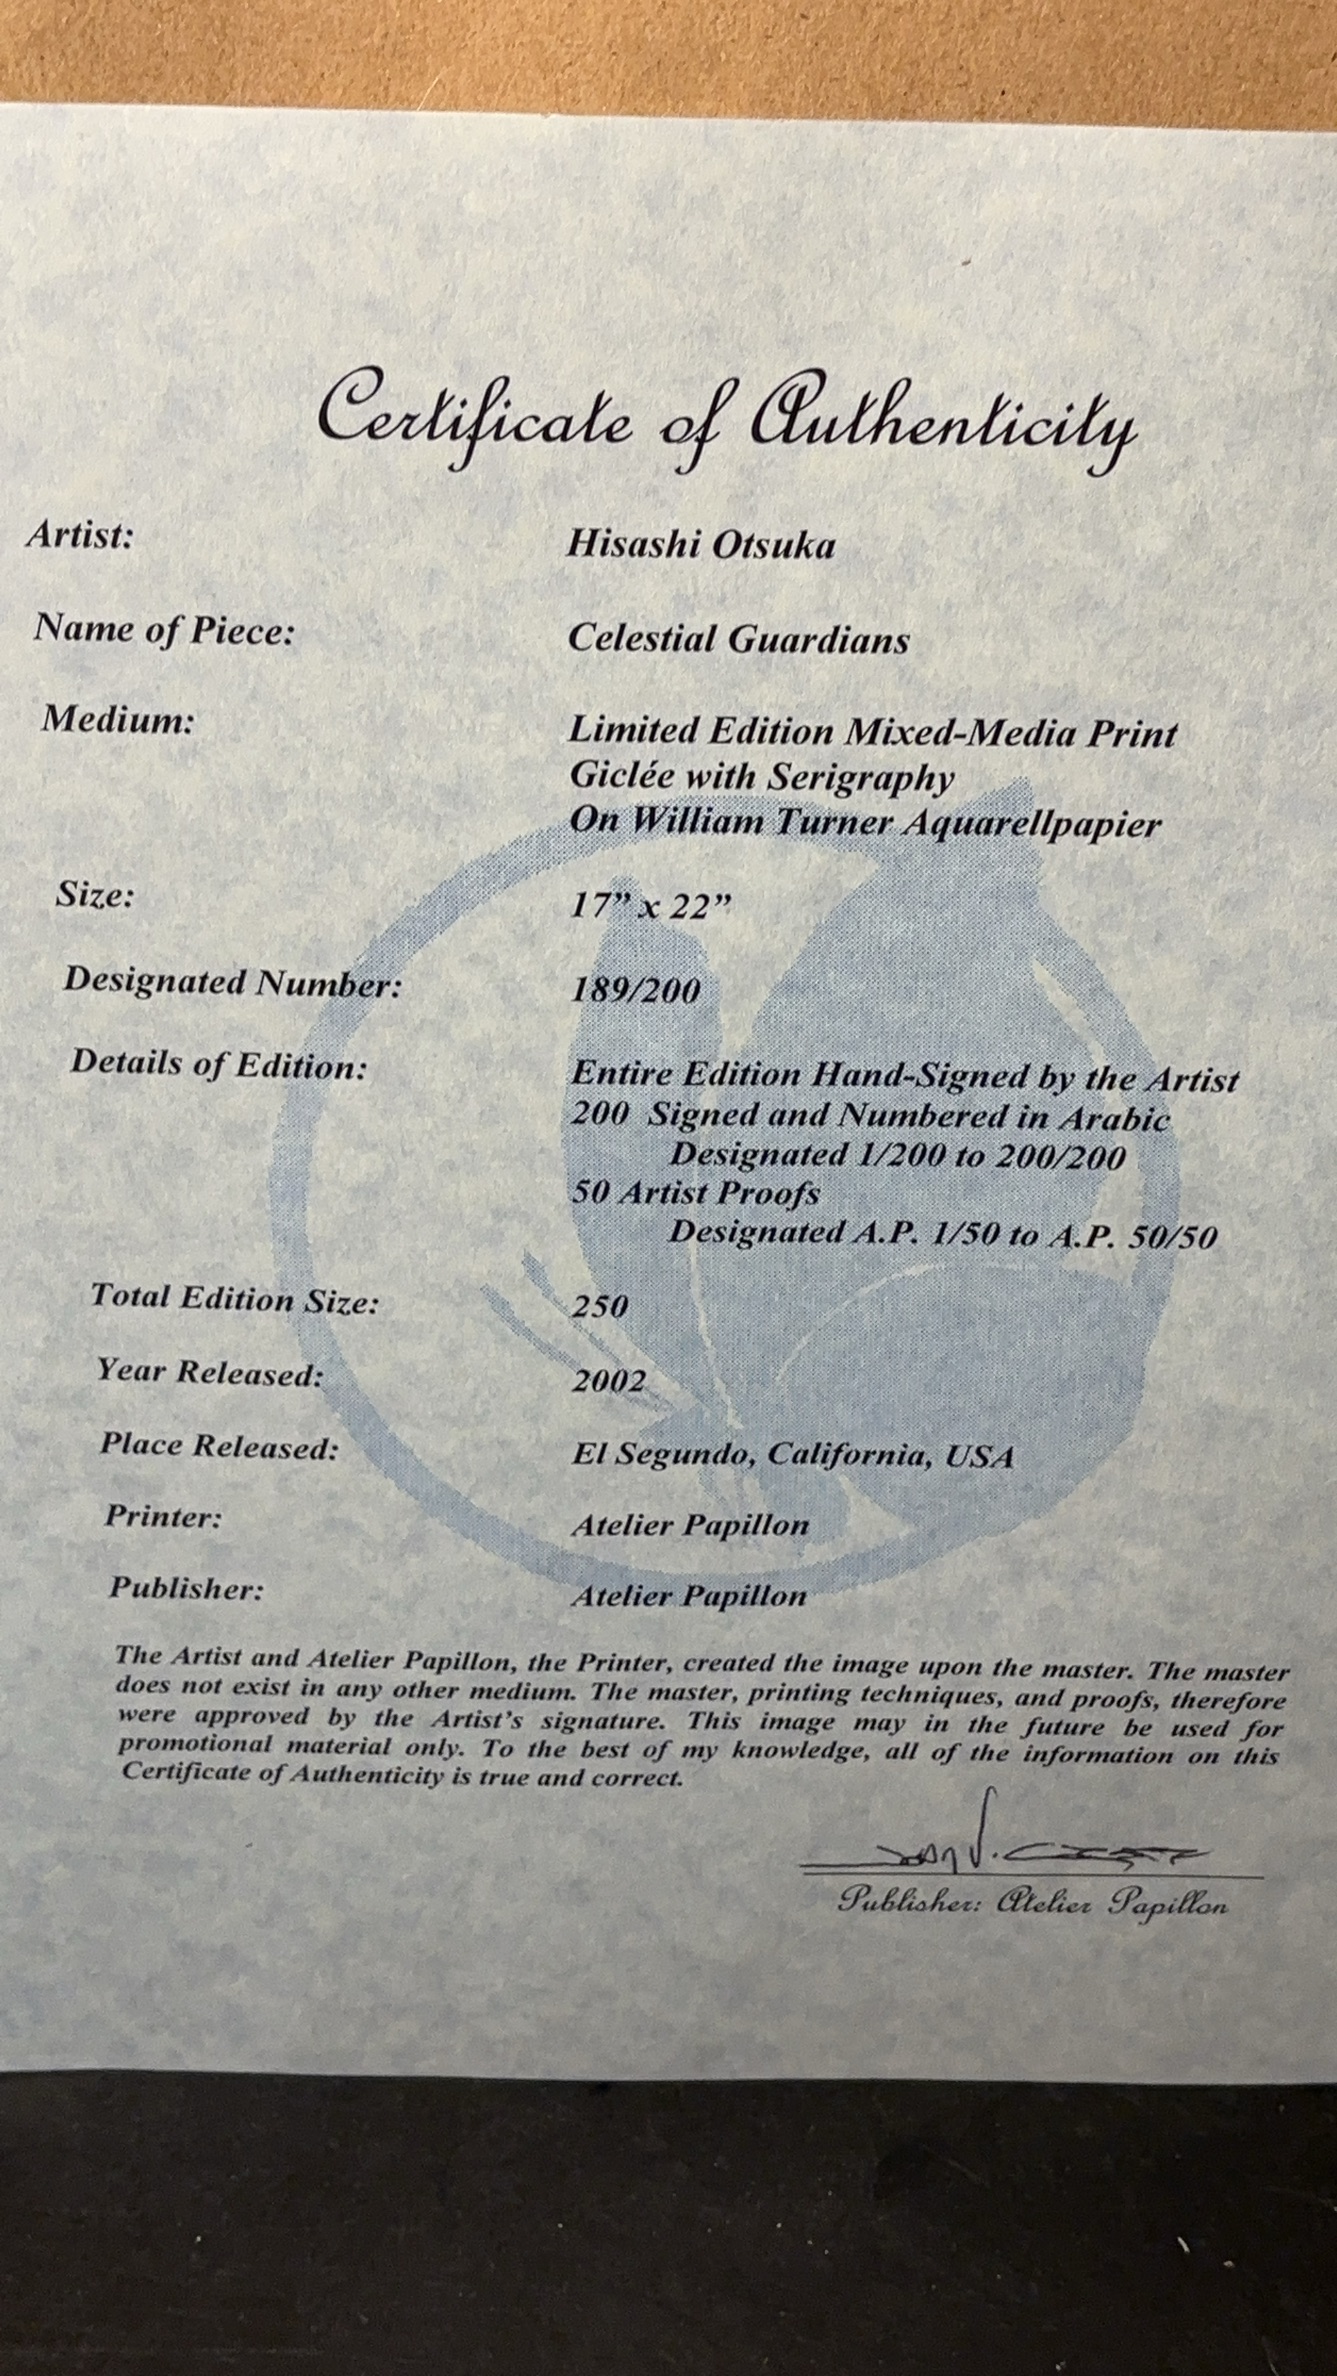 Certificate of Authenticity
Artist: Hisashi Otsuka
Name of Piece: Celestial Guardians
Medium: Limited Edition Mixed-Media Print
Giclée with Serigraphy
On William Turner Aquarellpapier
Size: 17” x 22”
Designated Number: 189/200
Details of Edition: Entire Edition Hand-Signed by the Artist
200 Signed and Numbered in Arabic
Designated 1/200 to 200/200
50 Artist Proofs
Designated A.P. 1/50 to A.P. 50/50
Total Edition Size: 250
Year Released: 2002
Place Released: El Segundo, California, USA
Printer: Atelier Papillon
Publisher: Atelier Papillon
The Artist and Atelier Papillon, the Printer, created the image upon the master. The master
does not exist in any other medium. The master, printing techniques, and proofs, therefore
were approved by the Artist’s signature. This image may in the future be used for
promotional material only. To the best of my knowledge, all of the information on this
Certificate of Authenticity is true and correct.
Publisher: Atelier Papillon